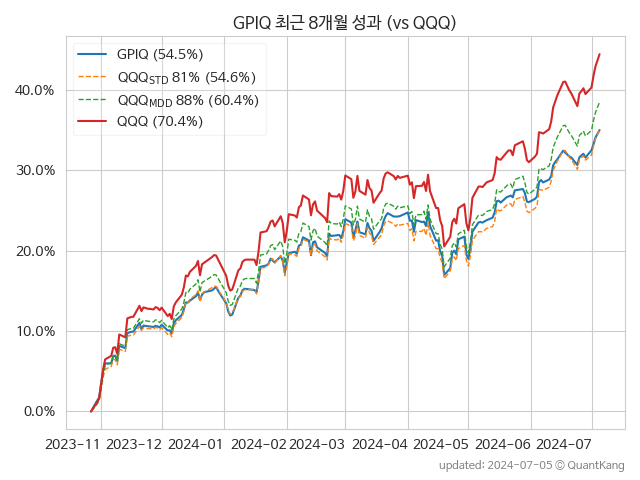 GPIQ 최근 8개월 성과 (vs QQQ)
GPIQ (54.5%)
QQQSTD 81% (54.6%)
QQQMDD 88% (60.4%)
QQQ (70.4%)
40.0%
30.0%
20.0%
10.0%
0.0%
2023-11 2023-12 2024-01 2024-02 2024-03 2024-04 2024-05 2024-06 2024-07
updated: 2024-07-05 © QuantKang